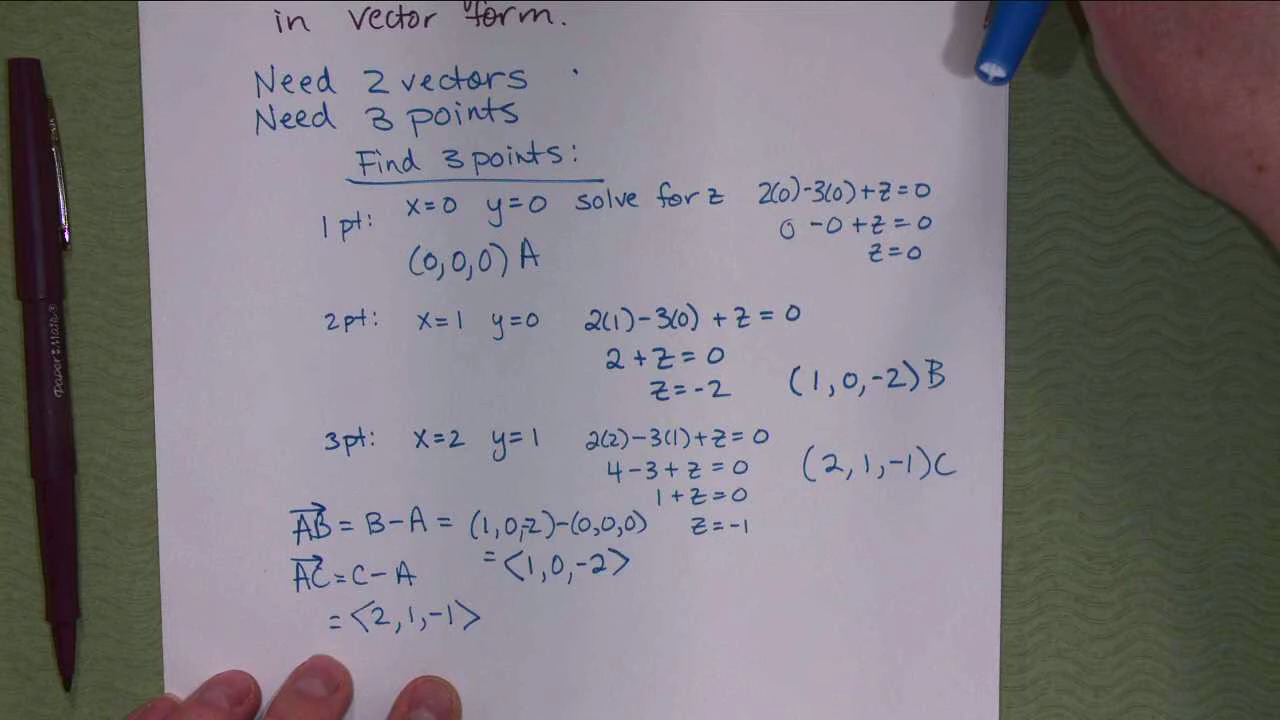 in vector form.
Need 2 vectors
Need 3 points
Find 3 points:
1 pt: x=0 y=0 solve for z 2(0)-3(0)+z=0
0 -0 +z = 0
z=0
(0,0,0) A
2pt: x=1 y=0 2(1)-3(0) +z = 0
2+z=0
z=-2
(1,0,-2) B
3pt: x=2 y=1 2(2)-3(1)+z=0
4-3+z=0
(2,1,-1) C
1+z=0
z=-1
AB = B-A = (1,0,-2)-(0,0,0)
= <1,0,-2>
AC = C-A
= <2,1,-1>
Paper:Mate